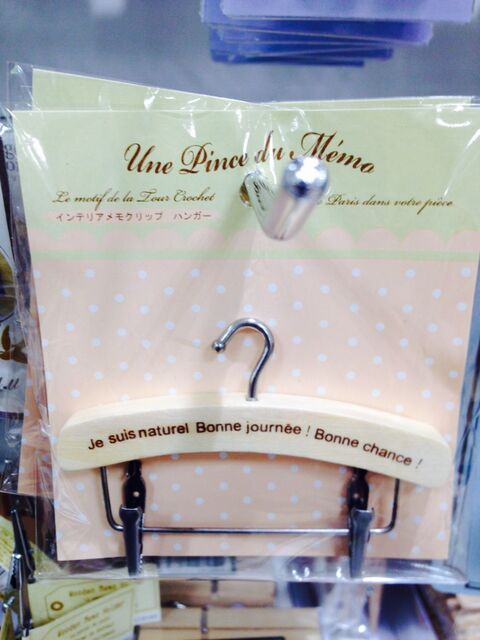 Une Pince du Mémo
Le motif de la Tour Crochet
Paris dans votre pièce
インテリアメモクリップ ハンガー
Je suis naturel Bonne journée ! Bonne chance !